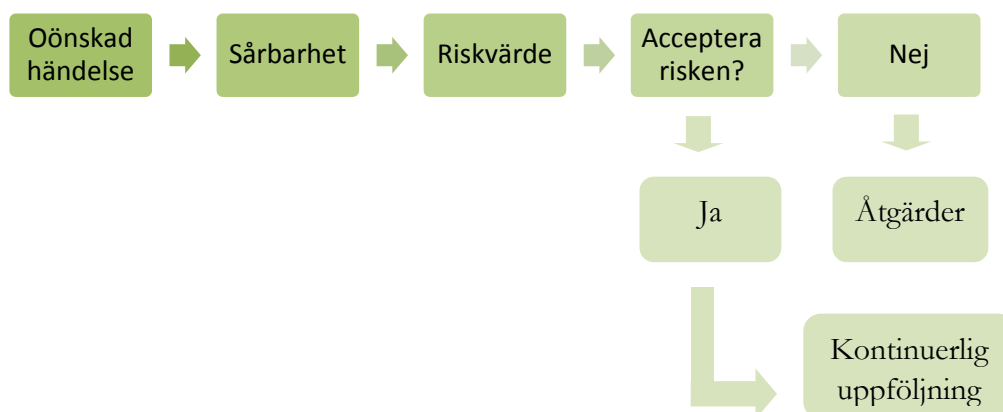 Oönskad
händelse
Sårbarhet
Riskvärde
Acceptera
risken?
Nej
Ja
Åtgärder
Kontinuerlig
uppföljning